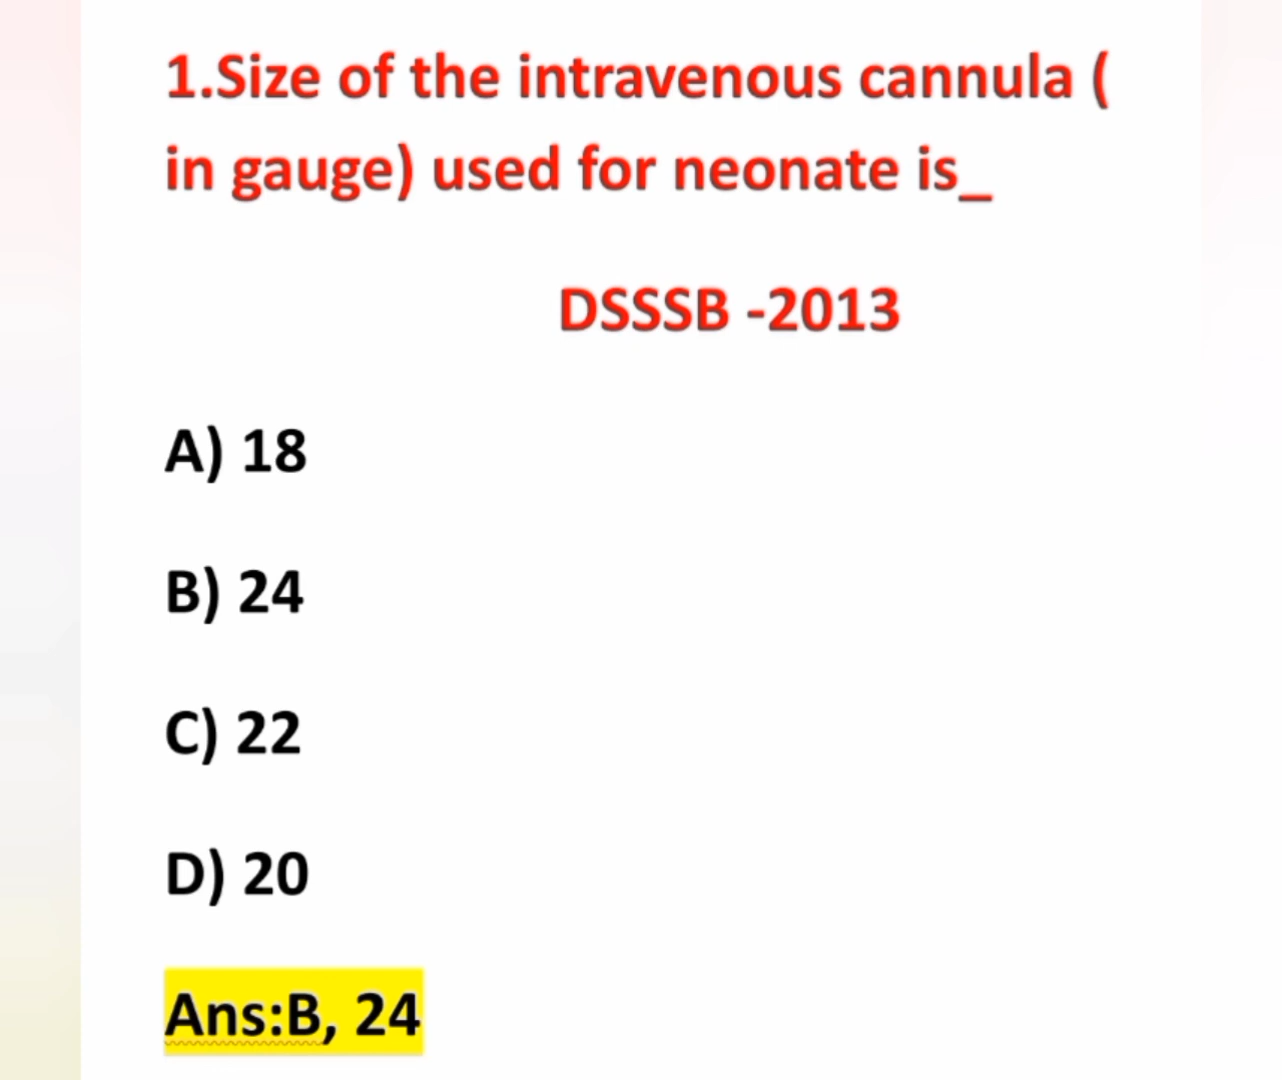 1.Size of the intravenous cannula (
in gauge) used for neonate is_
DSSSB -2013
A) 18
B) 24
C) 22
D) 20
Ans:B, 24